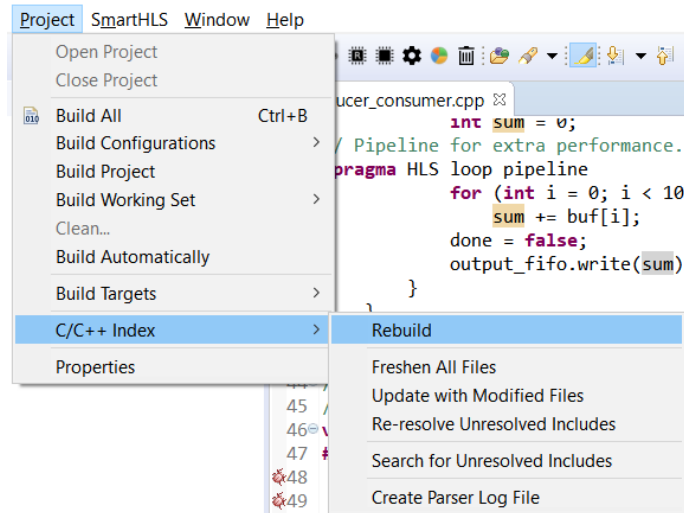 Project SmartHLS Window Help
Open Project
Close Project
Build All Ctrl+B
Build Configurations
Build Project
Build Working Set
Clean...
Build Automatically
Build Targets
C/C++ Index
Properties
ucer_consumer.cpp
int sum = 0;
/ Pipeline for extra performance.
pragma HLS loop pipeline
for (int i = 0; i < 10
sum += buf[i];
done = false;
output_fifo.write(sum)
}
}
Rebuild
Freshen All Files
Update with Modified Files
Re-resolve Unresolved Includes
Search for Unresolved Includes
Create Parser Log File
44 /
45 /
46 v
47 #
48
49